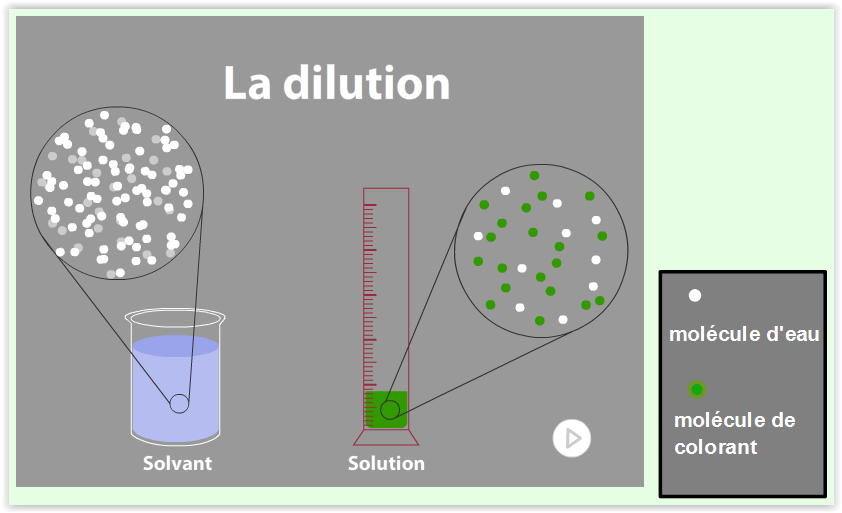 La dilution
Solvant
Solution
molécule d'eau
molécule de
colorant